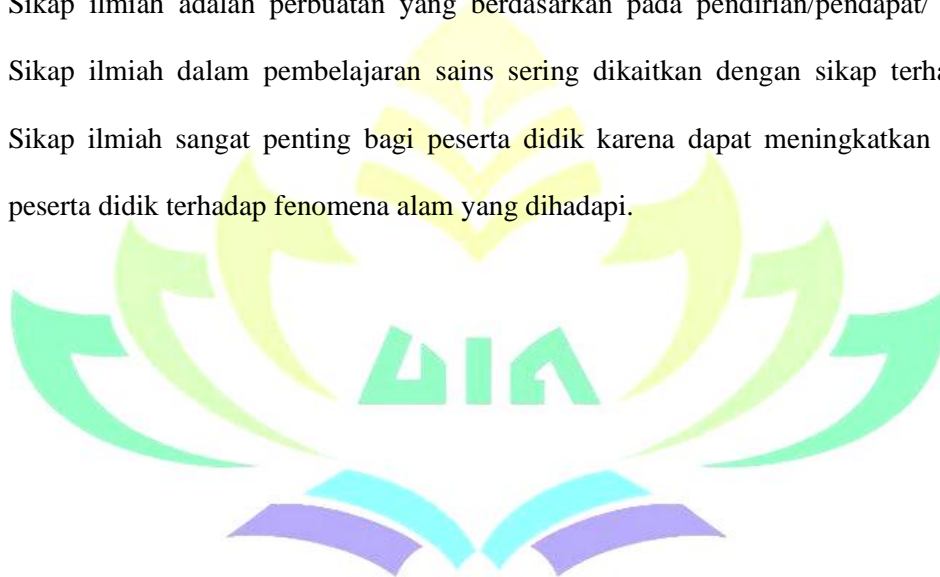 Sikap ilmiah adalah perbuatan yang berdasarkan pada pendirian/pendapat/
Sikap ilmiah dalam pembelajaran sains sering dikaitkan dengan sikap
Sikap ilmiah sangat penting bagi peserta didik karena dapat meningkatkan
peserta didik terhadap fenomena alam yang dihadapi.
UIN